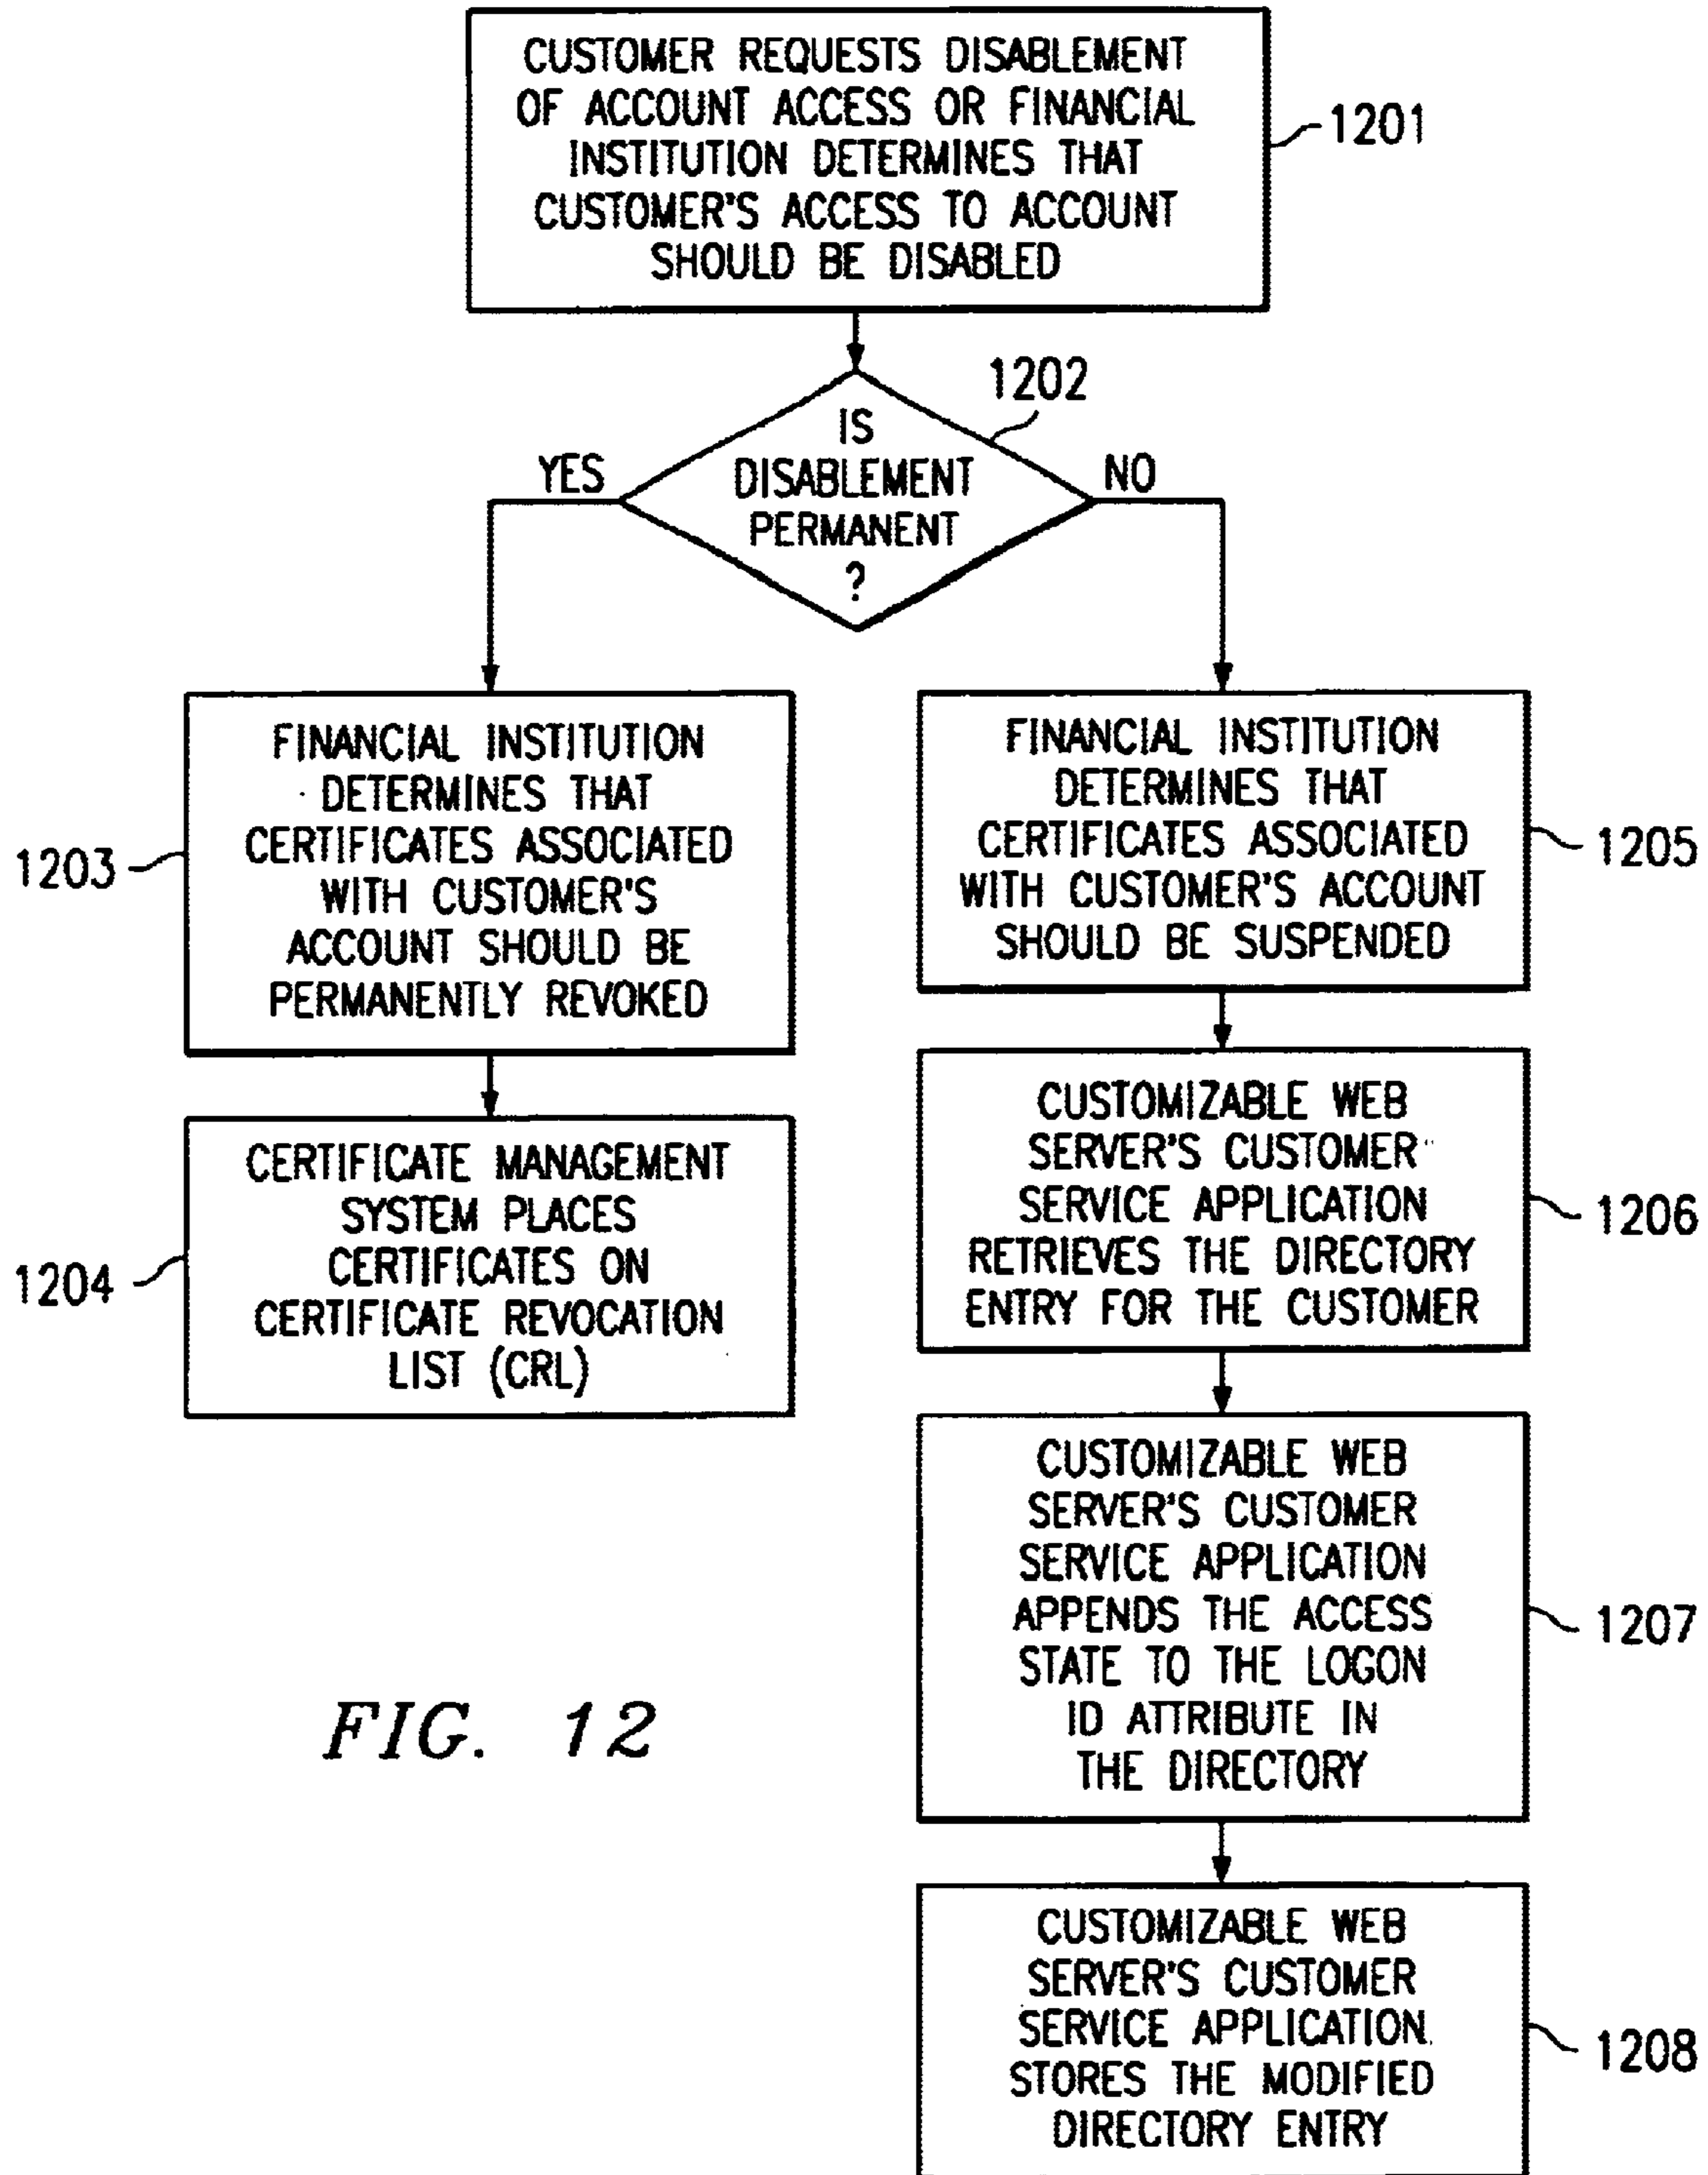 CUSTOMER REQUESTS DISABLEMENT
OF ACCOUNT ACCESS OR FINANCIAL
INSTITUTION DETERMINES THAT
CUSTOMER'S ACCESS TO ACCOUNT
SHOULD BE DISABLED
1201
1202
IS
DISABLEMENT
PERMANENT
?
YES
NO
FINANCIAL INSTITUTION
DETERMINES THAT
CERTIFICATES ASSOCIATED
WITH CUSTOMER'S
ACCOUNT SHOULD BE
PERMANENTLY REVOKED
1203
CERTIFICATE MANAGEMENT
SYSTEM PLACES
CERTIFICATES ON
CERTIFICATE REVOCATION
LIST (CRL)
1204
FINANCIAL INSTITUTION
DETERMINES THAT
CERTIFICATES ASSOCIATED
WITH CUSTOMER'S ACCOUNT
SHOULD BE SUSPENDED
1205
CUSTOMIZABLE WEB
SERVER'S CUSTOMER
SERVICE APPLICATION
RETRIEVES THE DIRECTORY
ENTRY FOR THE CUSTOMER
1206
CUSTOMIZABLE WEB
SERVER'S CUSTOMER
SERVICE APPLICATION
APPENDS THE ACCESS
STATE TO THE LOGON
ID ATTRIBUTE IN
THE DIRECTORY
1207
CUSTOMIZABLE WEB
SERVER'S CUSTOMER
SERVICE APPLICATION
STORES THE MODIFIED
DIRECTORY ENTRY
1208
FIG. 12